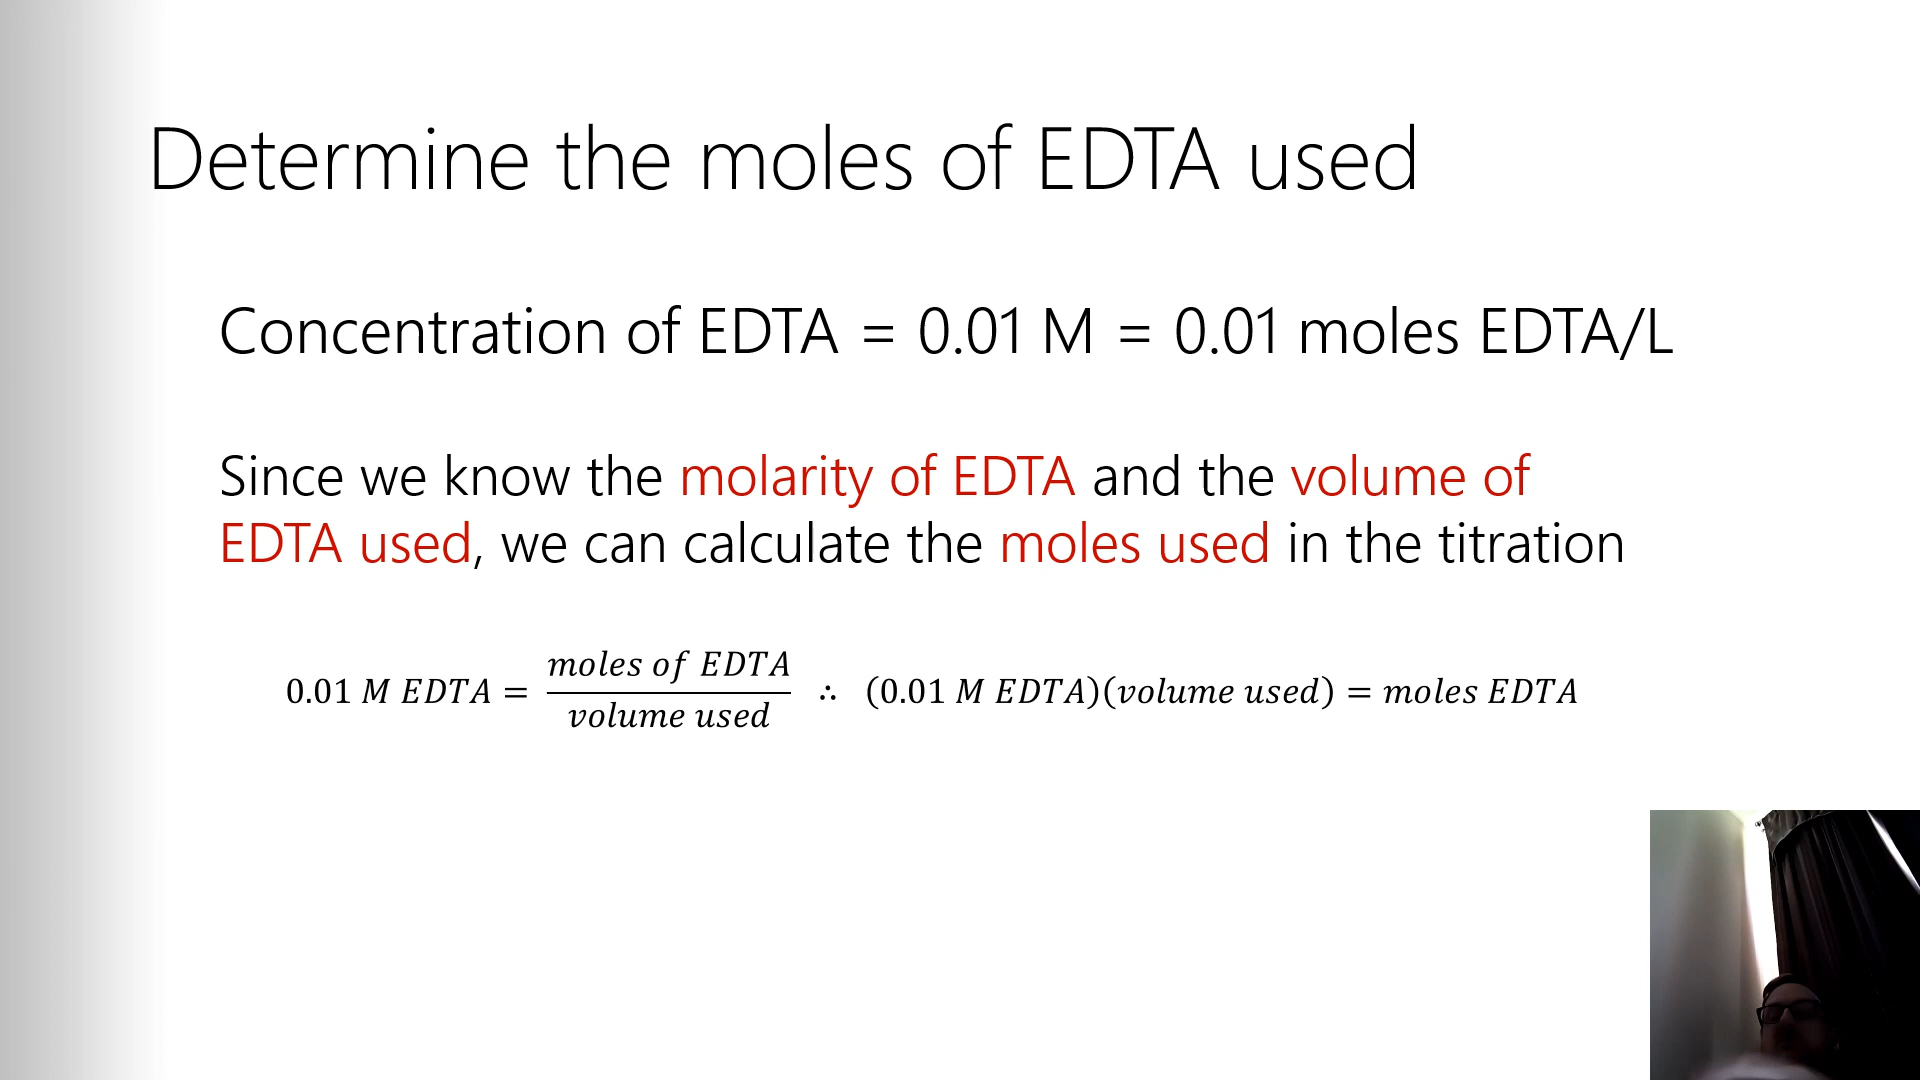 Determine the moles of EDTA used
Concentration of EDTA = 0.01 M = 0.01 moles EDTA/L
Since we know the molarity of EDTA and the volume of
EDTA used, we can calculate the moles used in the titration
0.01 M EDTA = moles of EDTA / volume used ∴ (0.01 M EDTA)(volume used) = moles EDTA